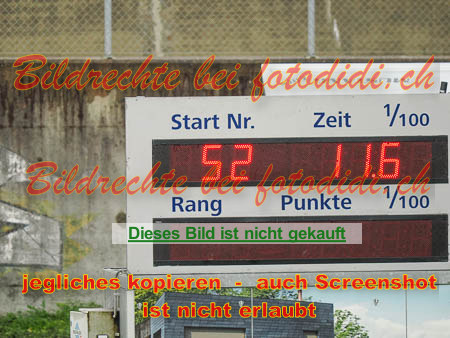 Bildrechte bei fotodidi.ch
Start Nr. Zeit 1/100
52 11.6
Bildrechte bei fotodidi.ch
Rang Punkte 1/100
Dieses Bild ist nicht gekauft
jegliches kopieren - auch Screenshot
ist nicht erlaubt